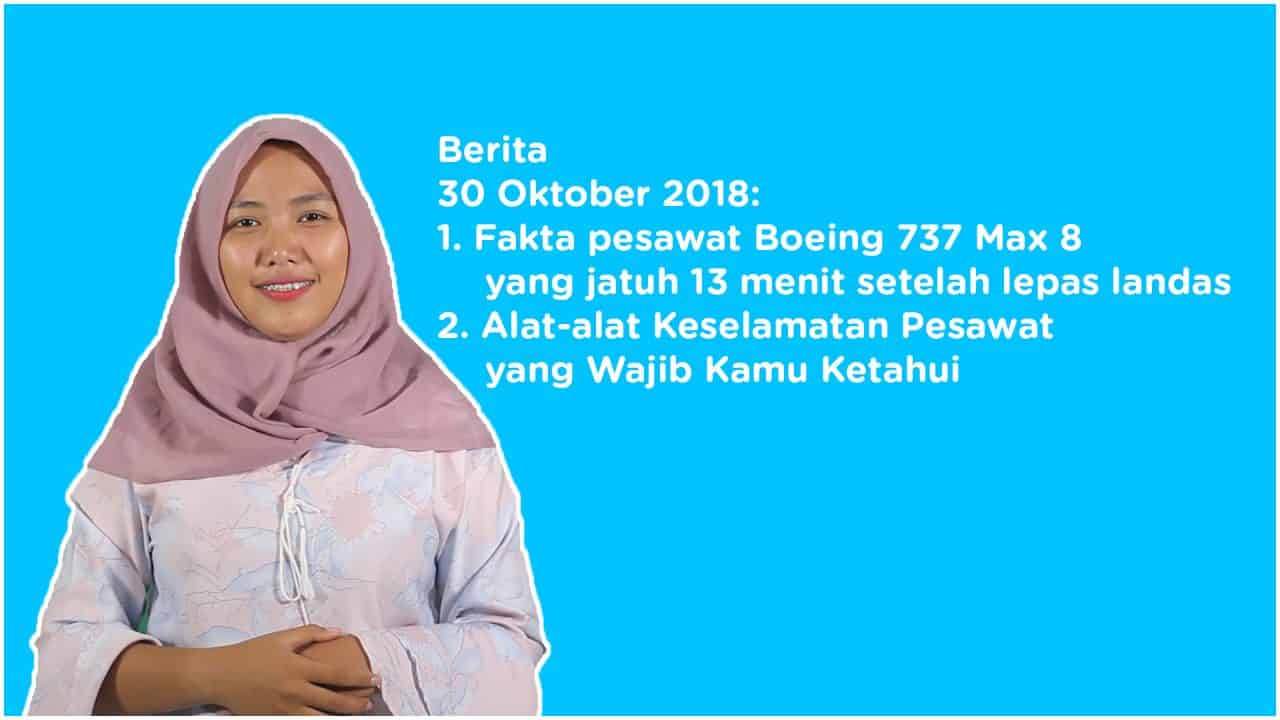 Berita
30 Oktober 2018:
1. Fakta pesawat Boeing 737 Max 8
yang jatuh 13 menit setelah lepas landas
2. Alat-alat Keselamatan Pesawat
yang Wajib Kamu Ketahui